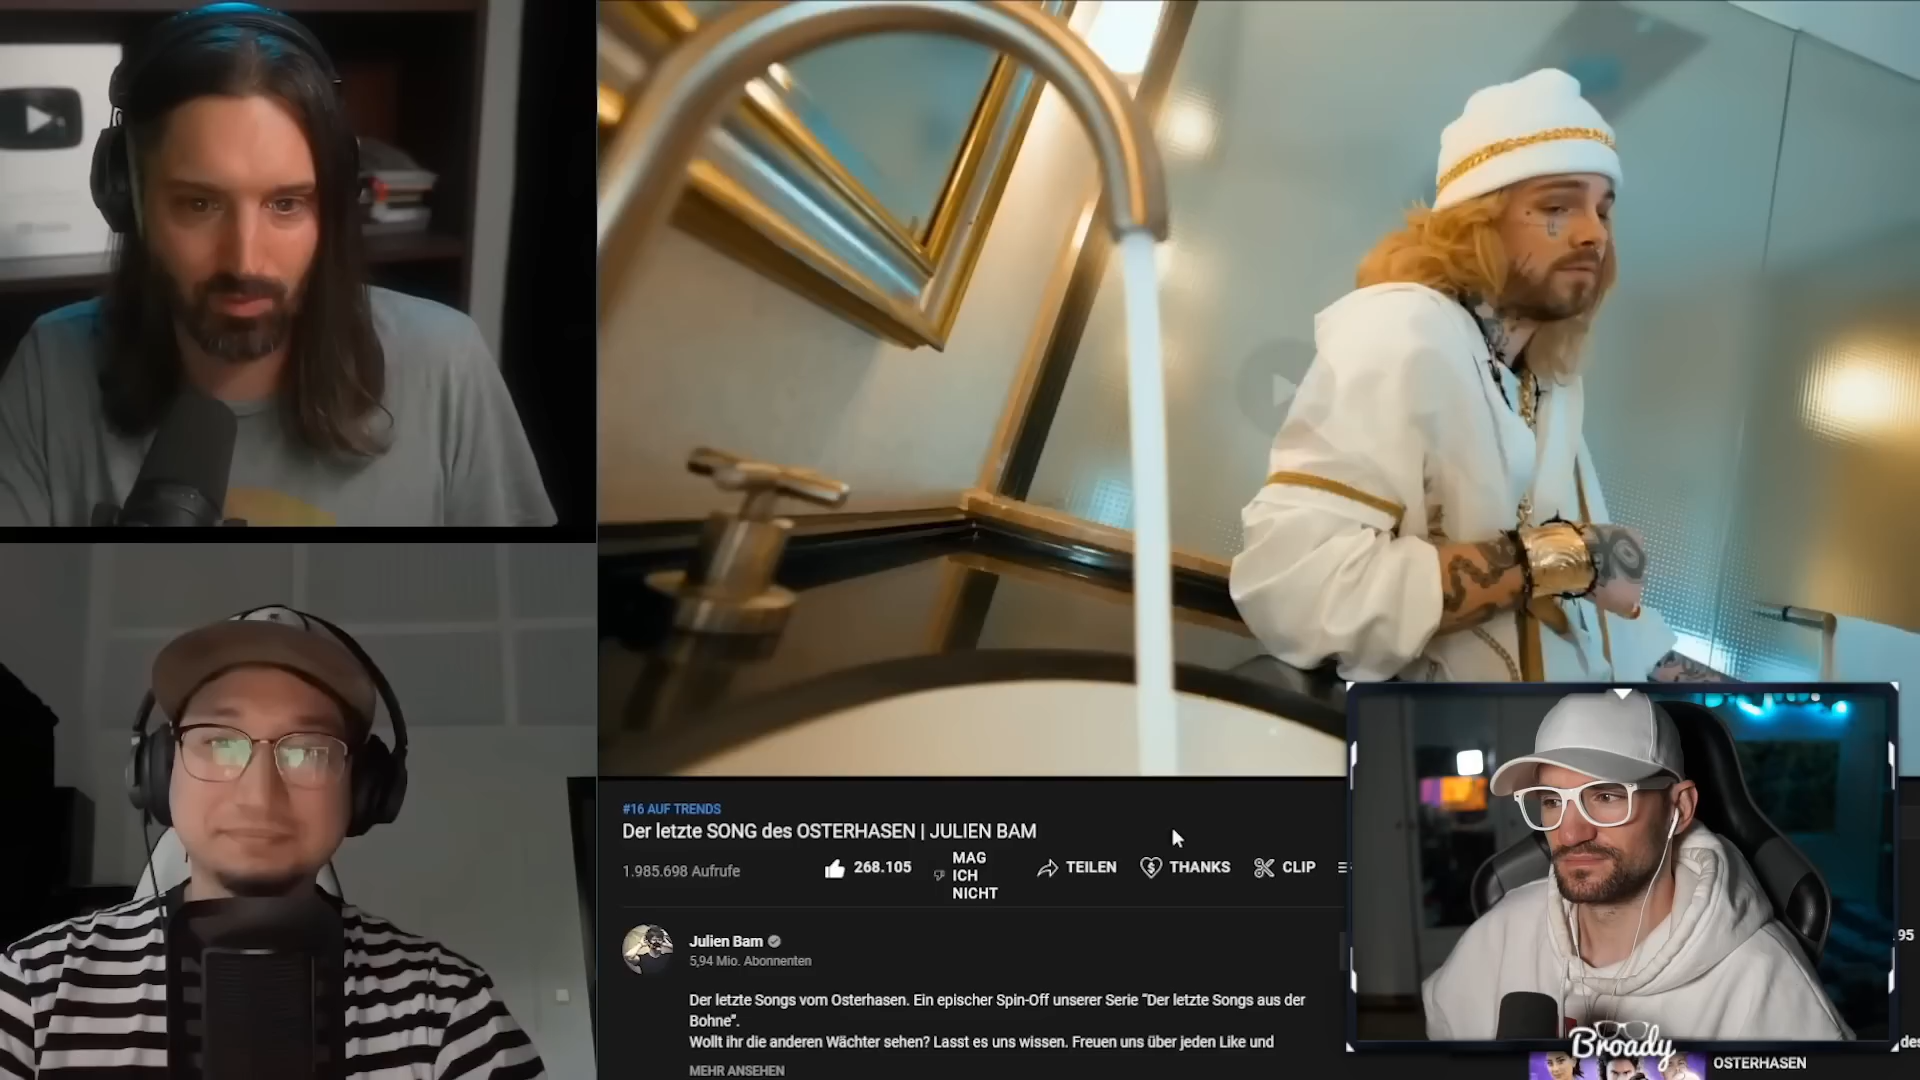 #16 AUF TRENDS
Der letzte SONG des OSTERHASEN | JULIEN BAM
1.985.698 Aufrufe
268.105
MAG
ICH
NICHT
TEILEN
THANKS
CLIP
Julien Bam
5,94 Mio. Abonnenten
Der letzte Songs vom Osterhasen. Ein epischer Spin-Off unserer Serie "Der letzte Songs aus der
Bohne".
Wollt ihr die anderen Wächter sehen? Lasst es uns wissen. Freuen uns über jeden Like und
MEHR ANSEHEN
Broady
OSTERHASEN